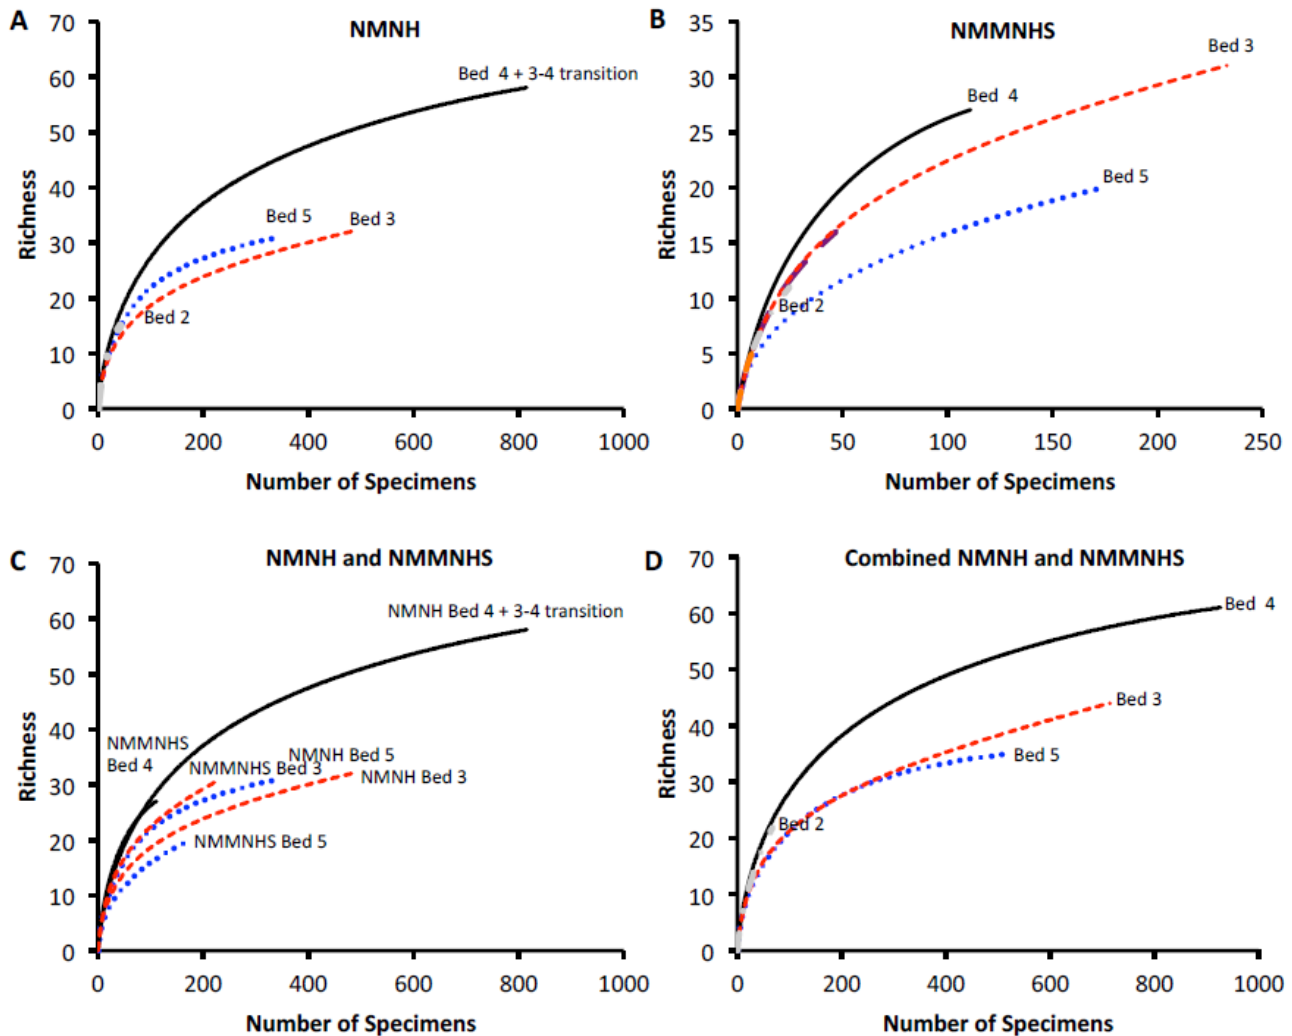 A
NMNH
70
60
50
40
30
20
10
0
Richness
Bed 4 + 3-4 transition
Bed 5
Bed 3
Bed 2
0 200 400 600 800 1000
Number of Specimens
B
NMMNHS
35
30
25
20
15
10
5
0
Richness
Bed 3
Bed 4
Bed 5
Bed 2
0 50 100 150 200 250
Number of Specimens
C
NMNH and NMMNHS
70
60
50
40
30
20
10
0
Richness
NMNH Bed 4 + 3-4 transition
NMMNHS
Bed 4
NMMNHS Bed 3
NMNH Bed 5
NMNH Bed 3
NMMNHS Bed 5
0 200 400 600 800 1000
Number of Specimens
D
Combined NMNH and NMMNHS
70
60
50
40
30
20
10
0
Richness
Bed 4
Bed 3
Bed 5
Bed 2
0 200 400 600 800 1000
Number of Specimens